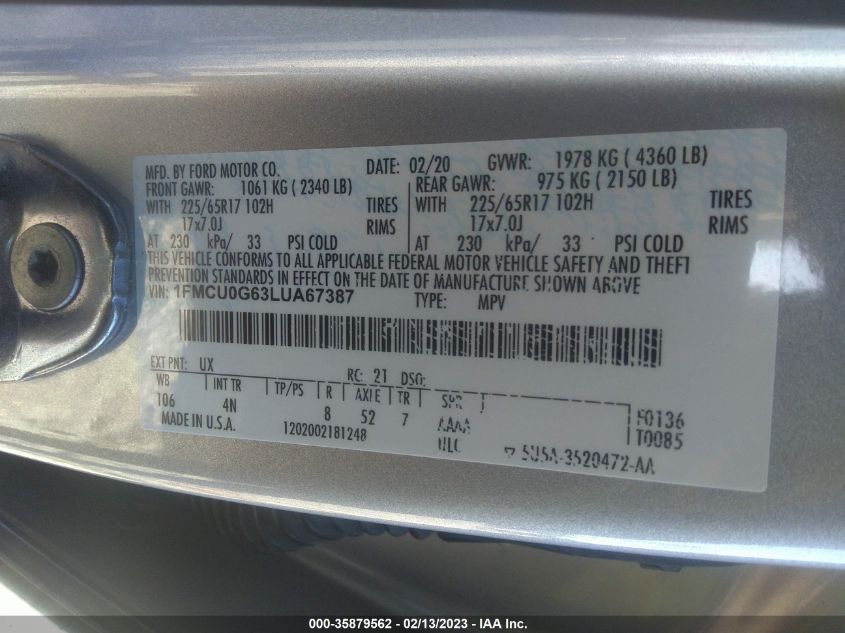 MFD. BY FORD MOTOR CO. DATE: 02/20 GVWR: 1978 KG ( 4360 LB)
FRONT GAWR: 1061 KG ( 2340 LB) REAR GAWR: 975 KG ( 2150 LB)
WITH 225/65R17 102H TIRES WITH 225/65R17 102H TIRES
17x7.0J RIMS 17x7.0J RIMS
AT 230 kPa/ 33 PSI COLD AT 230 kPa/ 33 PSI COLD
THIS VEHICLE CONFORMS TO ALL APPLICABLE FEDERAL MOTOR VEHICLE SAFETY AND THEFT
PREVENTION STANDARDS IN EFFECT ON THE DATE OF MANUFACTURE SHOWN ABOVE.
VIN: 1FMCU0G63LUA67387 TYPE: MPV
EXT PNT: UX RC: 21 DSO:
WB INT TR TP/PS R AXLE TR SPR
106 4N 8 52 7 AAAA
MADE IN U.S.A. 1202002181248 ULC
F0136
T0085
5U5A-3520472-AA
000-35879562 - 02/13/2023 - IAA Inc.